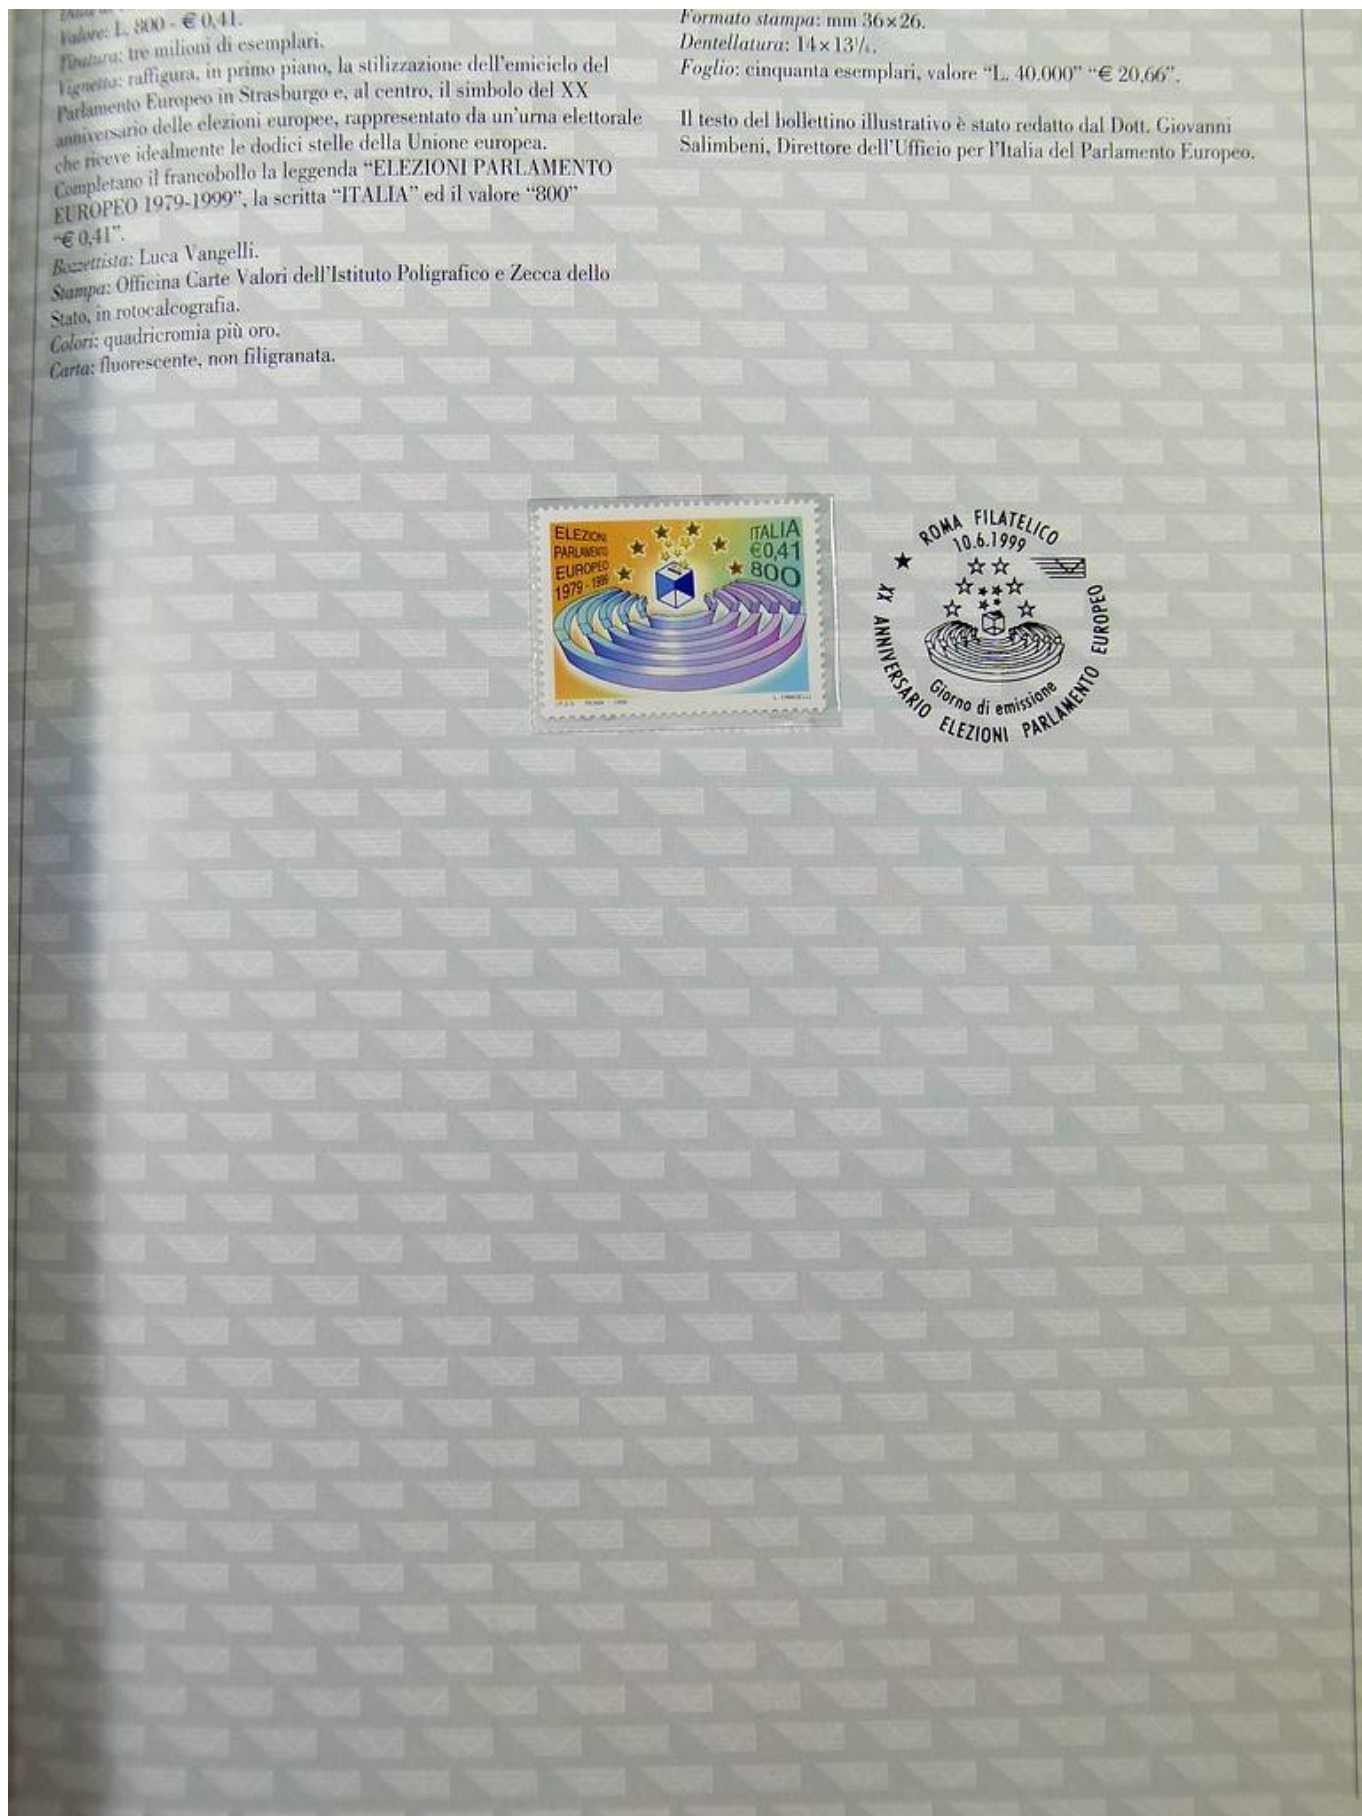 Valore: L. 800 - € 0,41.
Tiratura: tre milioni di esemplari.
Vignetta: raffigura, in primo piano, la stilizzazione dell'emiciclo del
Parlamento Europeo in Strasburgo e, al centro, il simbolo del XX
anniversario delle elezioni europee, rappresentato da un'urna elettorale
che riceve idealmente le dodici stelle della Unione europea.
Completano il francobollo la leggenda “ELEZIONI PARLAMENTO
EUROPEO 1979-1999”, la scritta “ITALIA” ed il valore “800”
“€ 0,41”.
Bozzettista: Luca Vangelli.
Stampa: Officina Carte Valori dell'Istituto Poligrafico e Zecca dello
Stato, in rotocalcografia.
Colori: quadricromia più oro.
Carta: fluorescente, non filigranata.
Formato stampa: mm 36×26.
Dentellatura: 14×13¼.
Foglio: cinquanta esemplari, valore “L. 40.000” “€ 20,66”.
Il testo del bollettino illustrativo è stato redatto dal Dott. Giovanni
Salimbeni, Direttore dell'Ufficio per l'Italia del Parlamento Europeo.
ELEZIONI
PARLAMENTO
EUROPEO
1979 - 1999
ITALIA
€0,41
800
ROMA FILATELICO
10.6.1999
Giorno di emissione
XX ANNIVERSARIO ELEZIONI PARLAMENTO EUROPEO